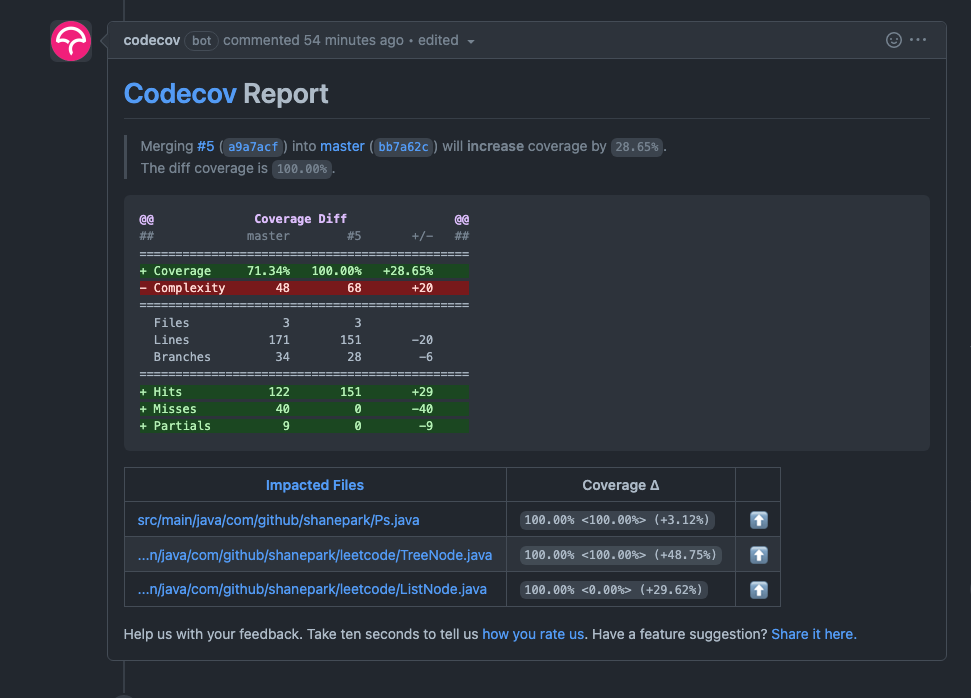 codecov bot commented 54 minutes ago • edited
Codecov Report
Merging #5 (a9a7acf) into master (bb7a62c) will increase coverage by 28.65%.
The diff coverage is 100.00%.
@@ Coverage Diff @@
## master #5 +/- ##
==============================================
+ Coverage 71.34% 100.00% +28.65%
- Complexity 48 68 +20
==============================================
Files 3 3
Lines 171 151 -20
Branches 34 28 -6
==============================================
+ Hits 122 151 +29
+ Misses 40 0 -40
+ Partials 9 0 -9
Impacted Files Coverage Δ
src/main/java/com/github/shanepark/Ps.java 100.00% <100.00%> (+3.12%)
...n/java/com/github/shanepark/leetcode/TreeNode.java 100.00% <100.00%> (+48.75%)
...n/java/com/github/shanepark/leetcode/ListNode.java 100.00% <0.00%> (+29.62%)
Help us with your feedback. Take ten seconds to tell us how you rate us. Have a feature suggestion? Share it here.